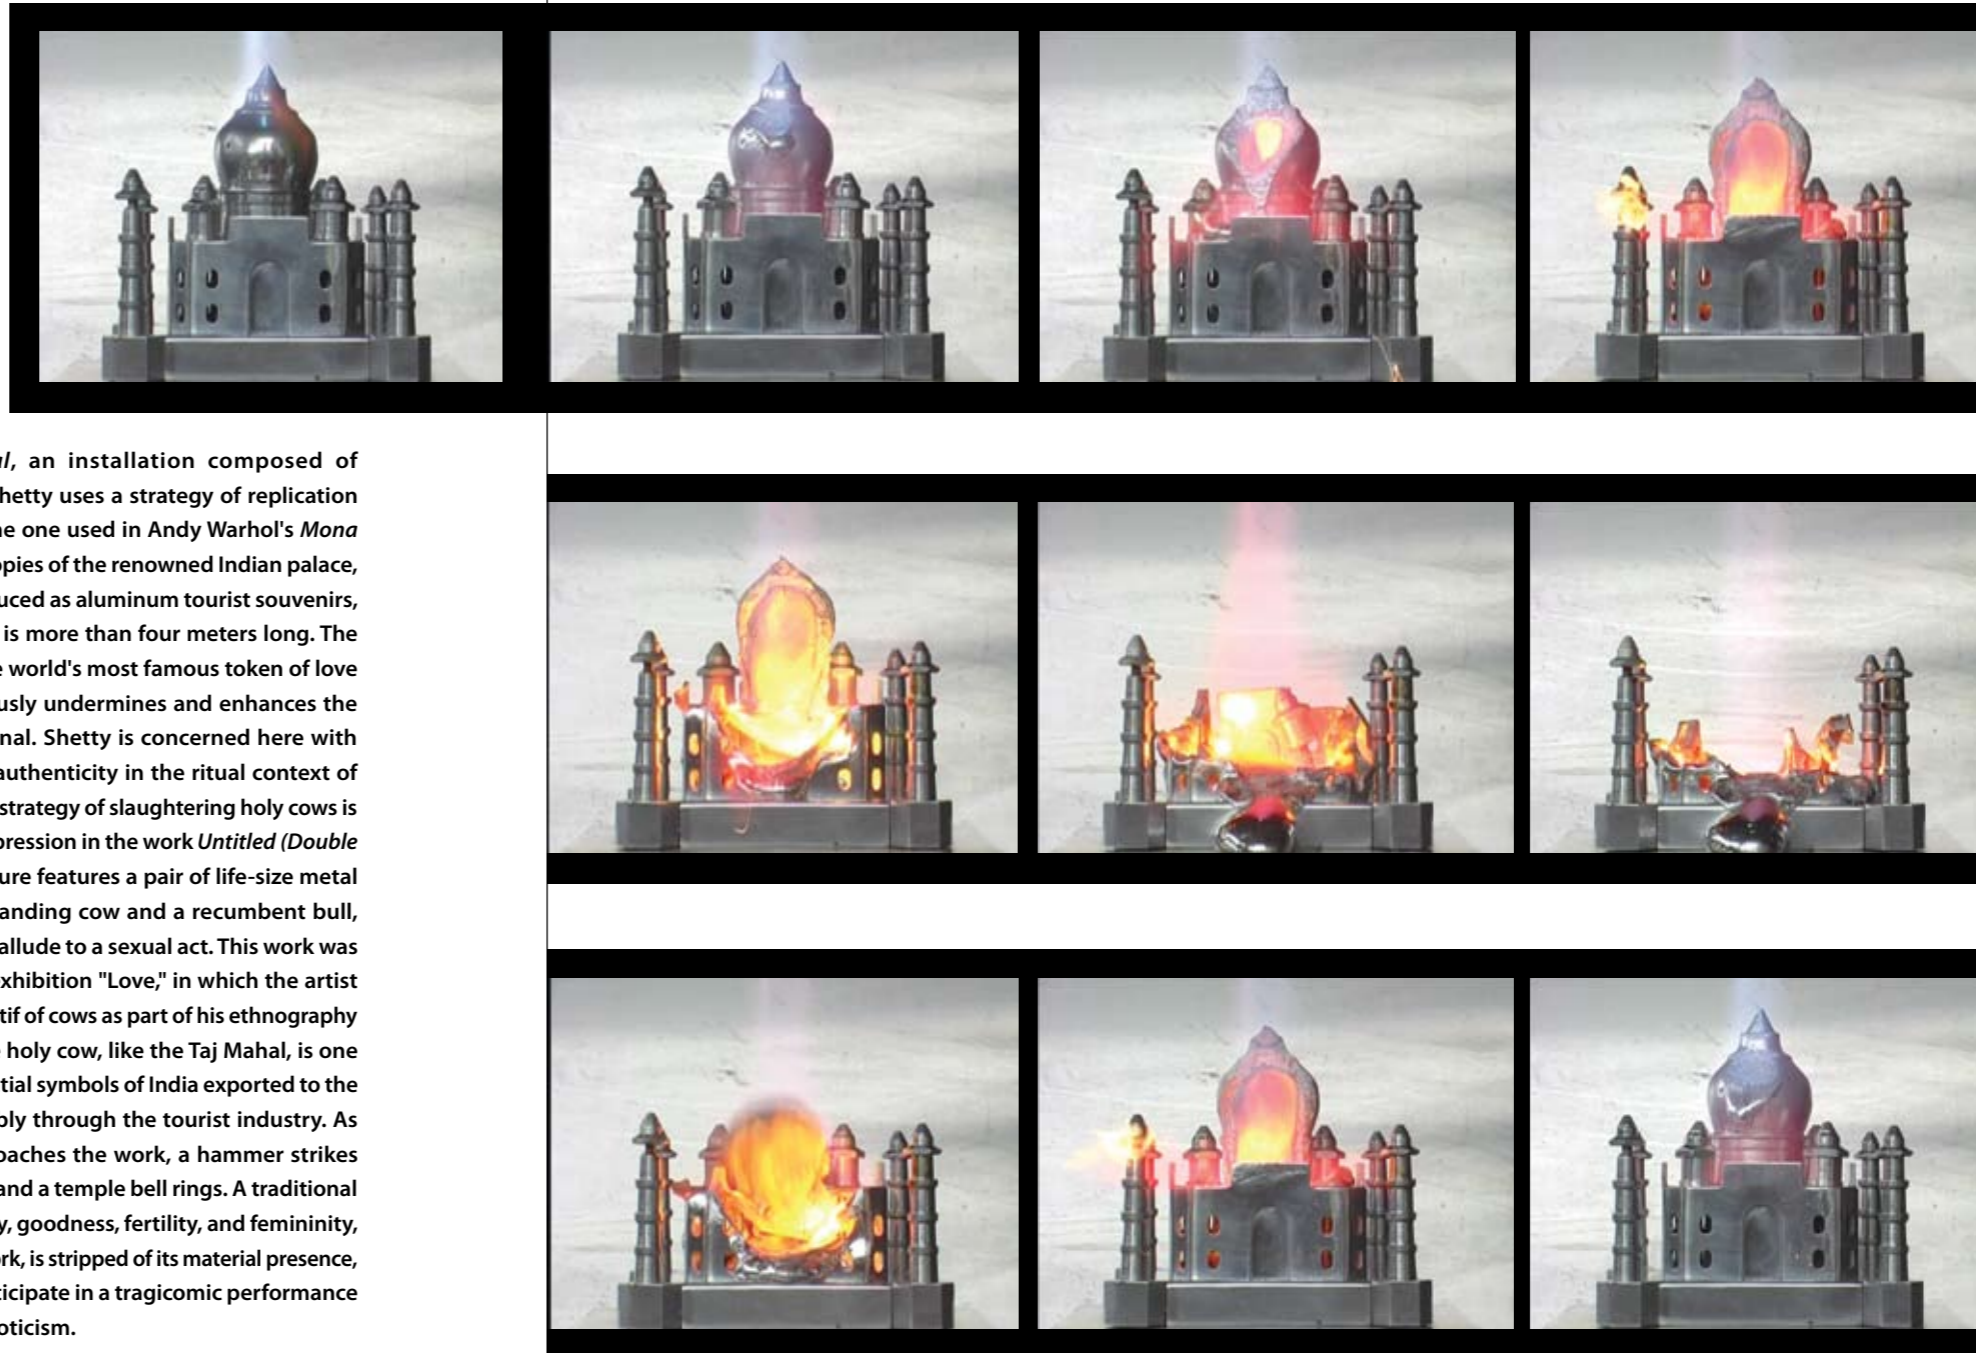 al, an installation composed of
hetty uses a strategy of replication
he one used in Andy Warhol's Mona
opies of the renowned Indian palace,
uced as aluminum tourist souvenirs,
is more than four meters long. The
e world's most famous token of love
usly undermines and enhances the
nal. Shetty is concerned here with
authenticity in the ritual context of
strategy of slaughtering holy cows is
pression in the work Untitled (Double
ure features a pair of life-size metal
anding cow and a recumbent bull,
allude to a sexual act. This work was
exhibition "Love," in which the artist
tif of cows as part of his ethnography
e holy cow, like the Taj Mahal, is one
tial symbols of India exported to the
bly through the tourist industry. As
oaches the work, a hammer strikes
and a temple bell rings. A traditional
y, goodness, fertility, and femininity,
ork, is stripped of its material presence,
ticipate in a tragicomic performance
oticism.